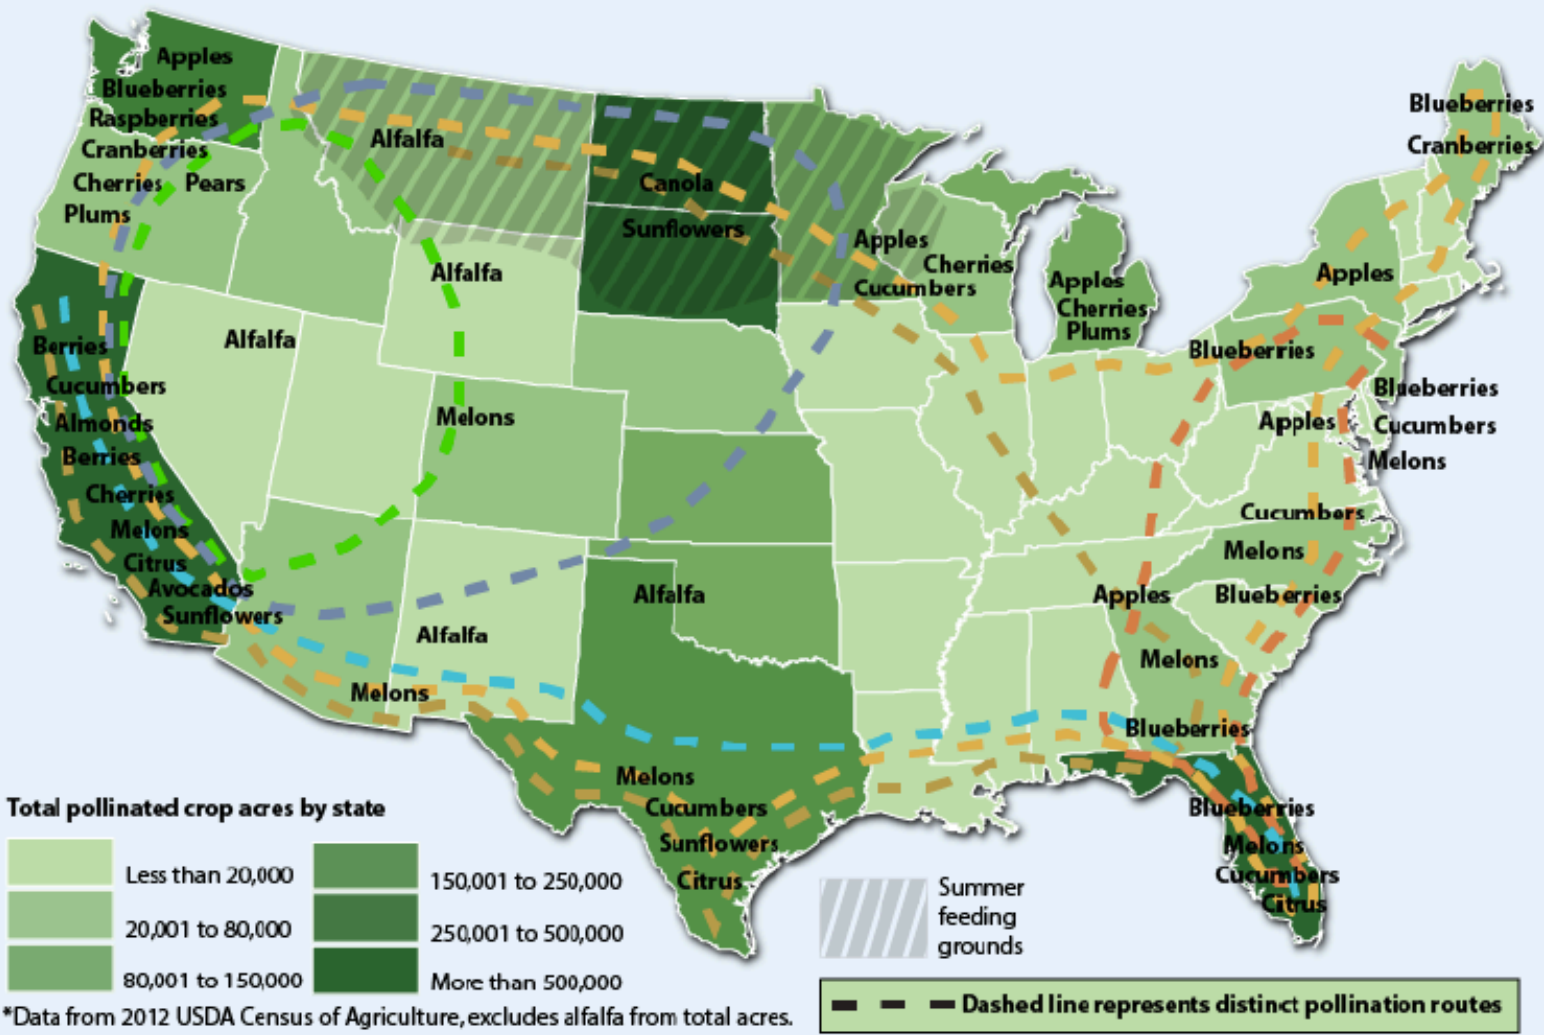 Apples
Blueberries
Raspberries
Cranberries
Cherries Pears
Plums
Alfalfa
Canola
Sunflowers
Alfalfa
Alfalfa
Melons
Berries
Cucumbers
Almonds
Berries
Cherries
Melons
Citrus
Avocados
Sunflowers
Alfalfa
Melons
Alfalfa
Melons
Cucumbers
Sunflowers
Citrus
Apples
Cherries
Cucumbers
Apples
Cherries
Plums
Blueberries
Cranberries
Apples
Blueberries
Blueberries
Apples
Cucumbers
Melons
Cucumbers
Melons
Apples
Blueberries
Melons
Blueberries
Blueberries
Melons
Cucumbers
Citrus
Total pollinated crop acres by state
Less than 20,000
20,001 to 80,000
80,001 to 150,000
150,001 to 250,000
250,001 to 500,000
More than 500,000
Summer
feeding
grounds
Dashed line represents distinct pollination routes
*Data from 2012 USDA Census of Agriculture, excludes alfalfa from total acres.